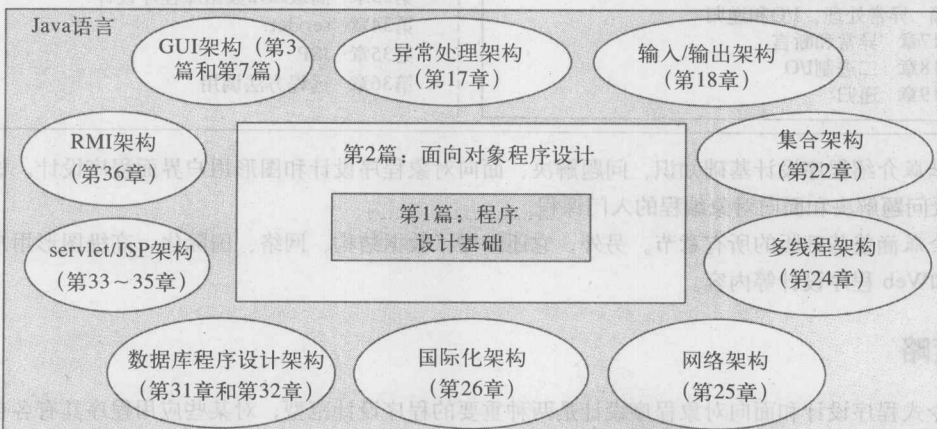 Java语言
GUI架构（第3
篇和第7篇）
异常处理架构
（第17章）
输入/输出架构
（第18章）
RMI架构
（第36章）
第2篇：面向对象程序设计
集合架构
（第22章）
第1篇：程序
设计基础
servlet/JSP架构
（第33～35章）
多线程架构
（第24章）
数据库程序设计架构
（第31章和第32章）
国际化架构
（第26章）
网络架构
（第25章）